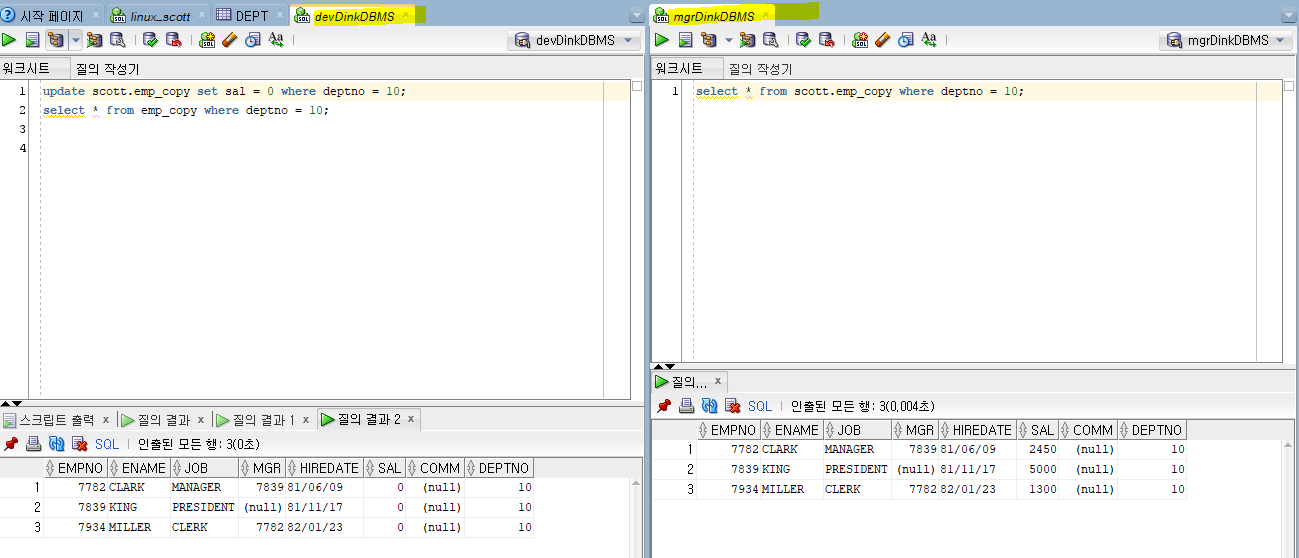 시작 페이지 linux_scott DEPT devDinkDBMS
devDinkDBMS
워크시트 질의 작성기
1 update scott.emp_copy set sal = 0 where deptno = 10;
2 select * from emp_copy where deptno = 10;
3
4
스크립트 출력 x 질의 결과 x 질의 결과 1 x 질의 결과 2 x
SQL 인출된 모든 행: 3(0초)
EMPNO ENAME JOB MGR HIREDATE SAL COMM DEPTNO
1 7782 CLARK MANAGER 7839 81/06/09 0 (null) 10
2 7839 KING PRESIDENT (null) 81/11/17 0 (null) 10
3 7934 MILLER CLERK 7782 82/01/23 0 (null) 10
mgrDinkDBMS
mgrDinkDBMS
워크시트 질의 작성기
1 select * from scott.emp_copy where deptno = 10;
질의... x
SQL 인출된 모든 행: 3(0,004초)
EMPNO ENAME JOB MGR HIREDATE SAL COMM DEPTNO
1 7782 CLARK MANAGER 7839 81/06/09 2450 (null) 10
2 7839 KING PRESIDENT (null) 81/11/17 5000 (null) 10
3 7934 MILLER CLERK 7782 82/01/23 1300 (null) 10